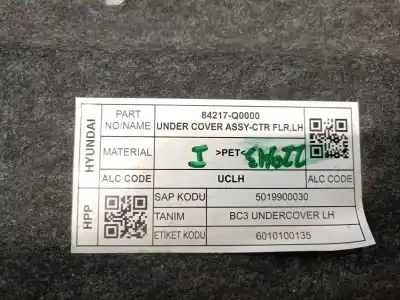 HYUNDAI
PART NO/NAME
84217-Q0000
UNDER COVER ASSY-CTR FLR,LH
MATERIAL
>PET<
I
ALC CODE
UCLH
ALC CODE
HPP
SAP KODU
5019900030
TANIM
BC3 UNDERCOVER LH
ETİKET KODU
6010100135